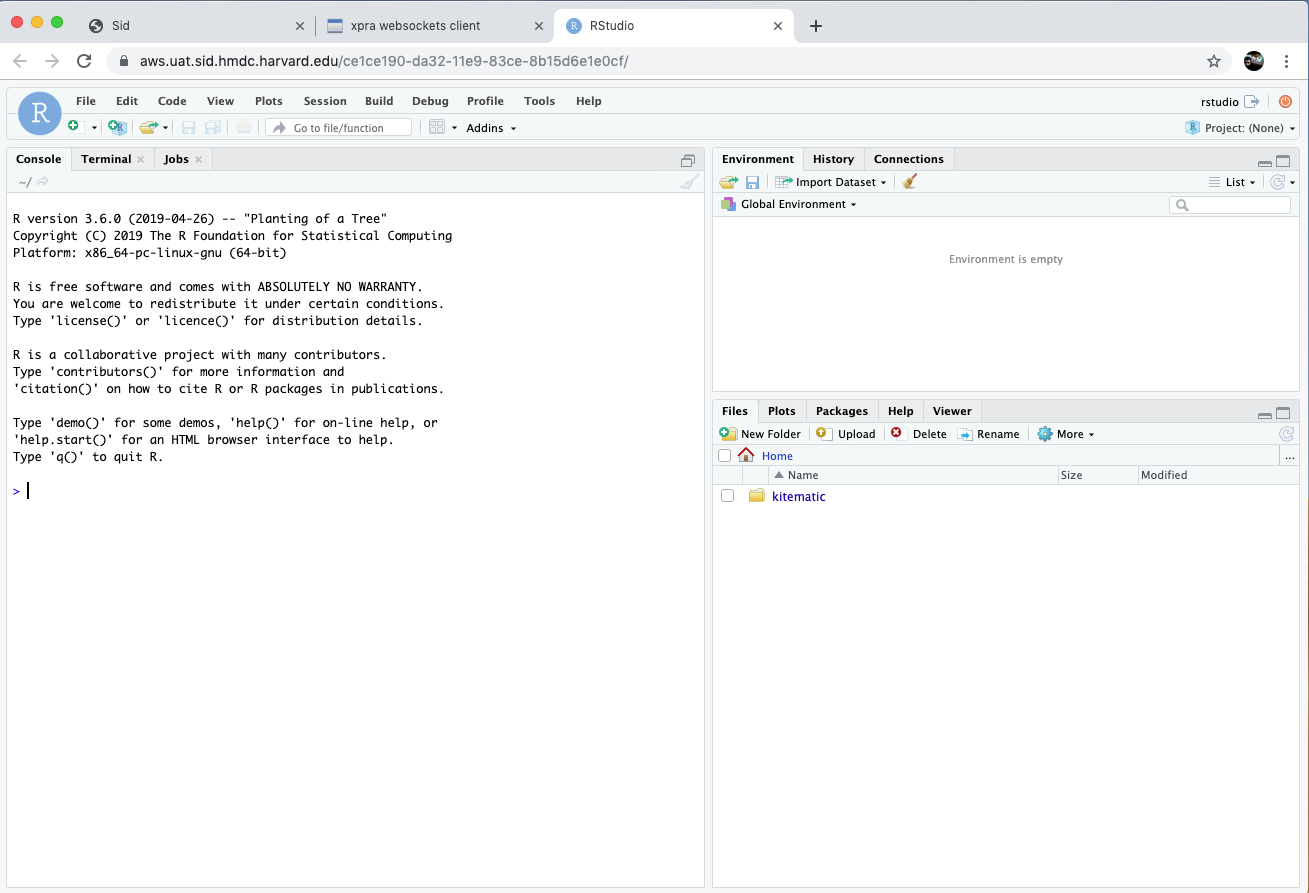 Sid
xpra websockets client
RStudio
aws.uat.sid.hmdc.harvard.edu/ce1ce190-da32-11e9-83ce-8b15d6e1e0cf/
R
File Edit Code View Plots Session Build Debug Profile Tools Help
rstudio
Go to file/function
Addins
Project: (None)
Console Terminal Jobs
~/
R version 3.6.0 (2019-04-26) -- "Planting of a Tree"
Copyright (C) 2019 The R Foundation for Statistical Computing
Platform: x86_64-pc-linux-gnu (64-bit)
R is free software and comes with ABSOLUTELY NO WARRANTY.
You are welcome to redistribute it under certain conditions.
Type 'license()' or 'licence()' for distribution details.
R is a collaborative project with many contributors.
Type 'contributors()' for more information and
'citation()' on how to cite R or R packages in publications.
Type 'demo()' for some demos, 'help()' for on-line help, or
'help.start()' for an HTML browser interface to help.
Type 'q()' to quit R.
>
Environment History Connections
Import Dataset
List
Global Environment
Environment is empty
Files Plots Packages Help Viewer
New Folder Upload Delete Rename More
Home
...
Name Size Modified
kitematic